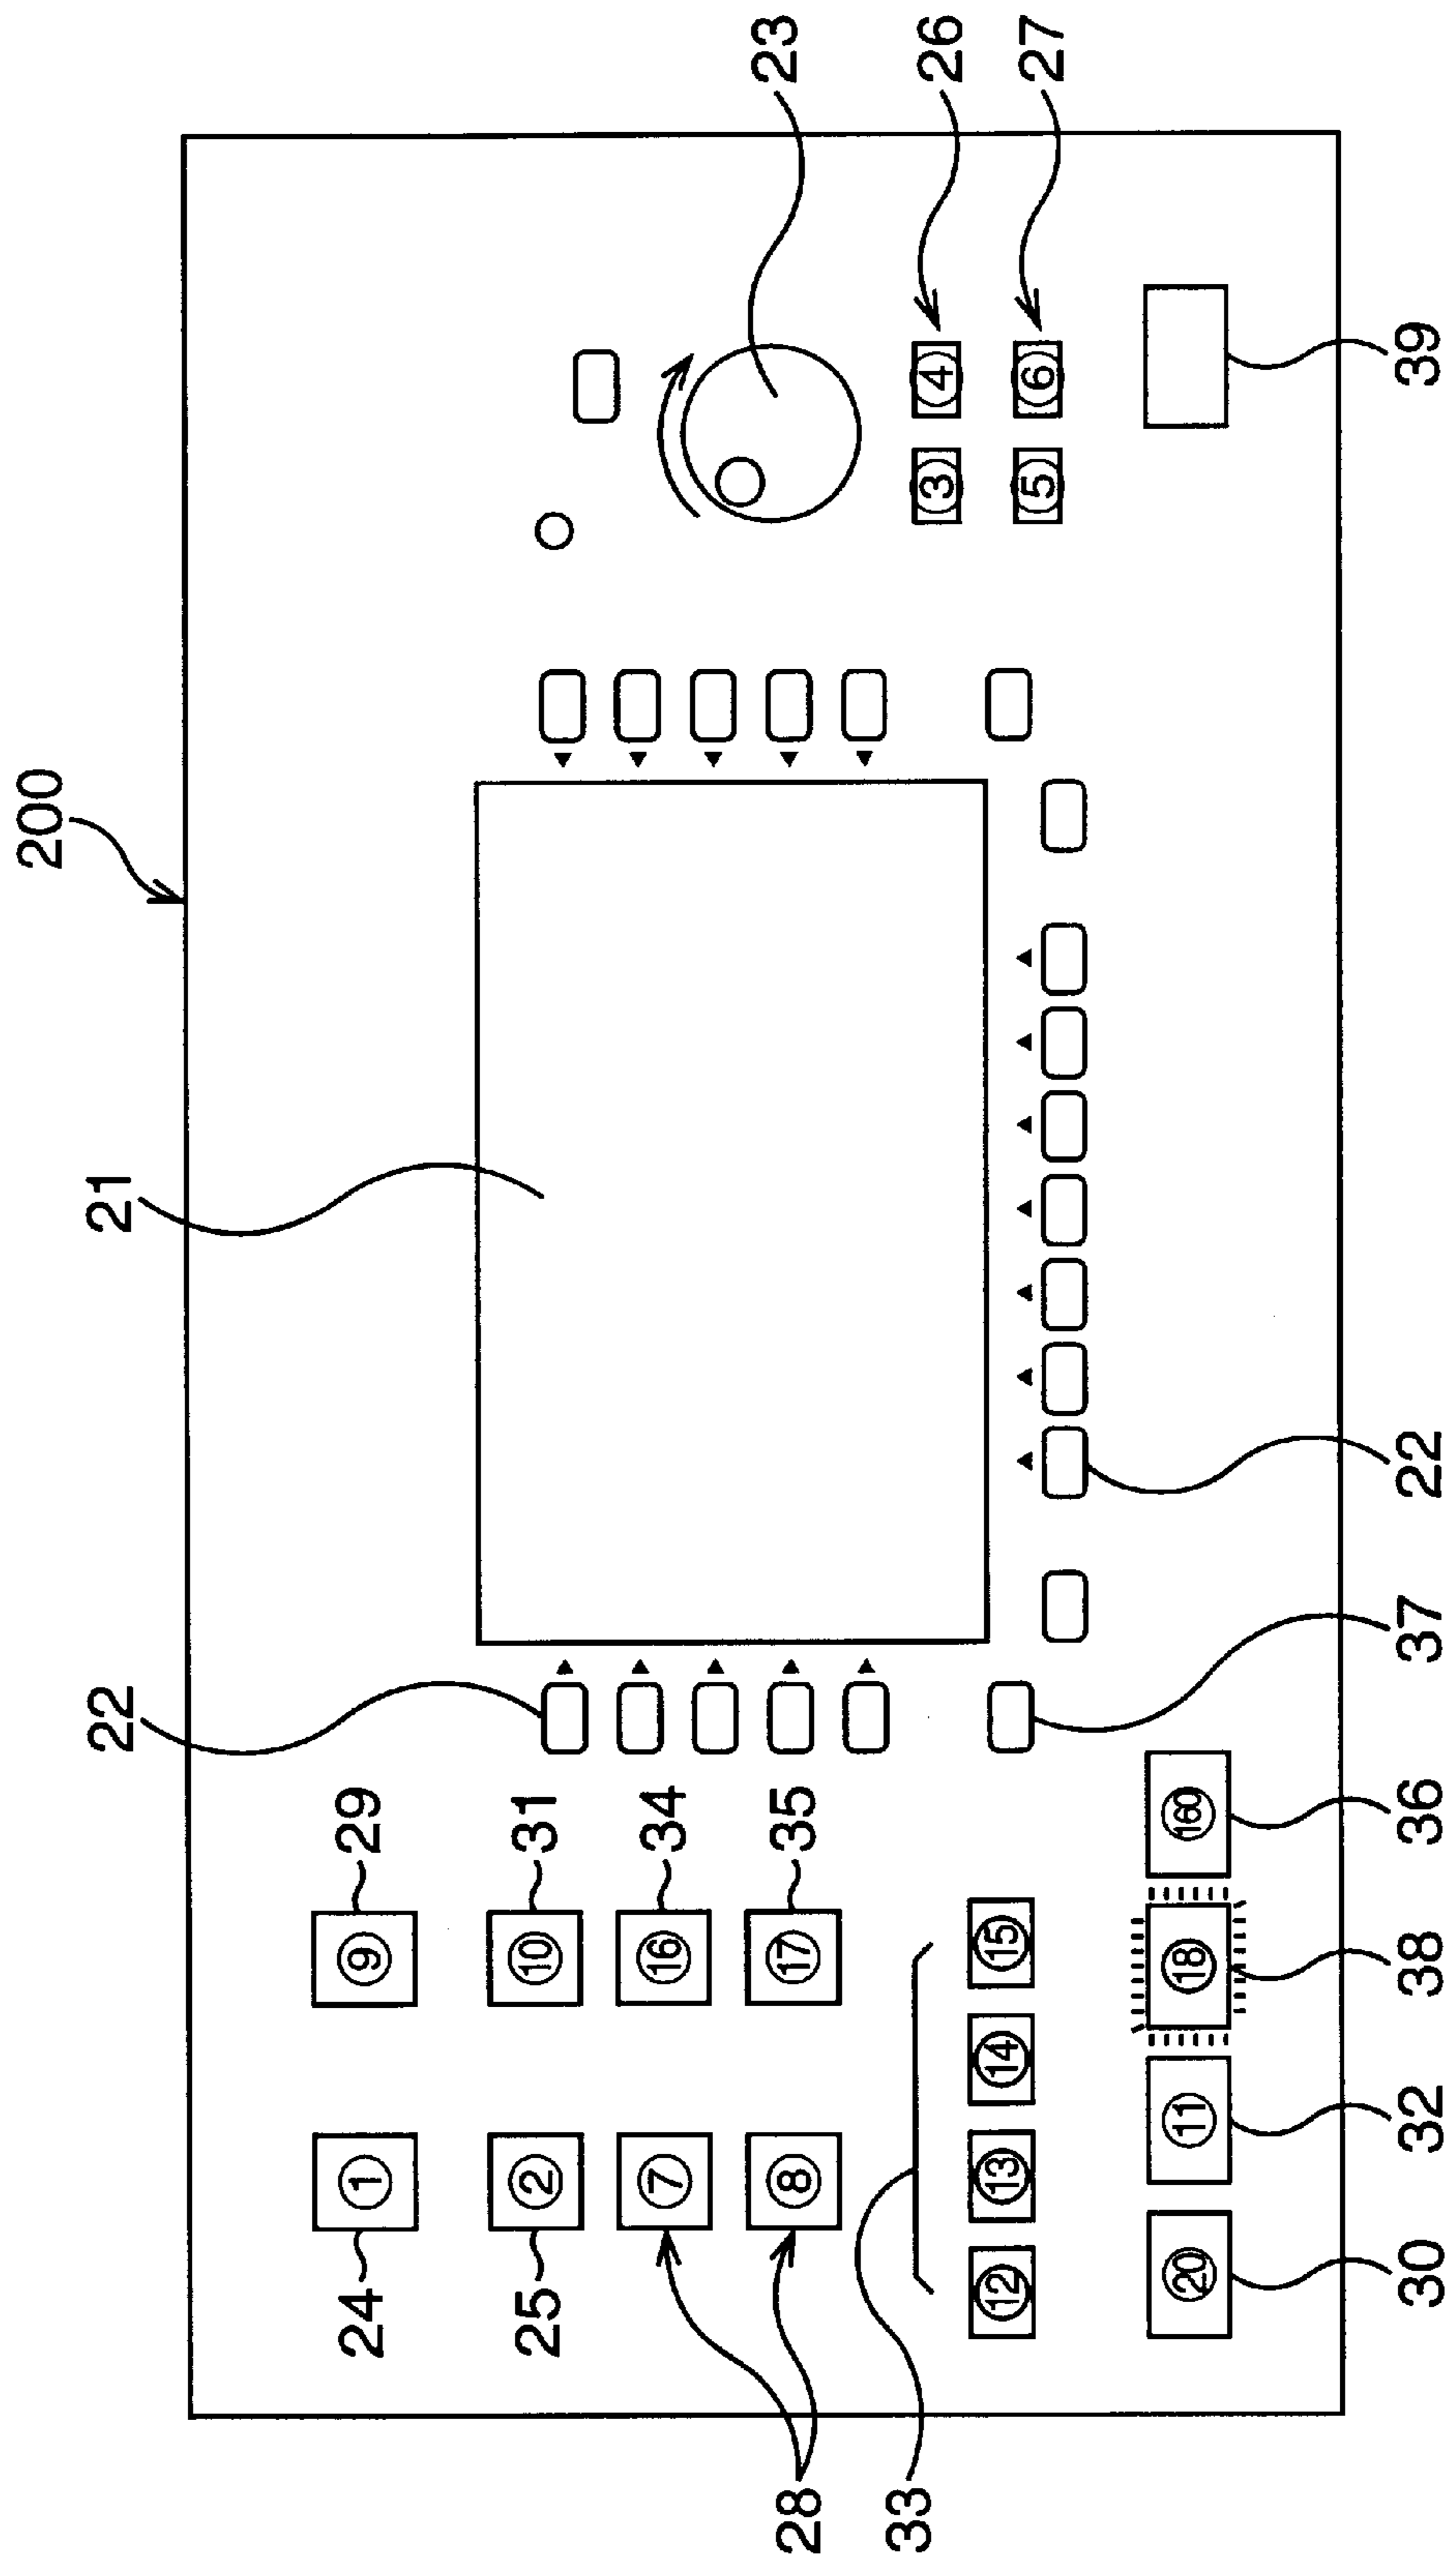 200
22 21
24 ① ⑨ 29
25 ② ⑩ 31
⑦ ⑯ 34
28 ⑧ ⑰ 35 23
33 ③ ④ 26
⑫ ⑬ ⑭ ⑮ ⑤ ⑥ 27
⑳ ⑪ ⑱ 160
30 32 38 36 37 22 39